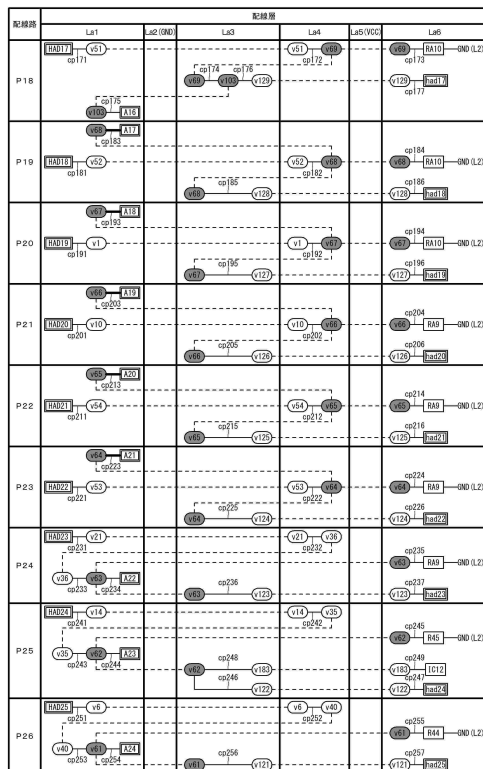 配線路 配線層
La1 La2(GND) La3 La4 La5(VCC) La6
P18
HAD17 v51 v51 v69 v69 RA10 GND(L2)
cp171 cp174 cp176 cp172 cp173
v69 v103 v129 v129 had17
cp175 cp177
v103 A16
P19
v68 A17
cp183 cp184
HAD18 v52 v52 v68 v68 RA10 GND(L2)
cp181 cp185 cp182 cp186
v68 v128 v128 had18
P20
v67 A18
cp193 cp194
HAD19 v1 v1 v67 v67 RA10 GND(L2)
cp191 cp195 cp192 cp196
v67 v127 v127 had19
P21
v66 A19
cp203 cp204
HAD20 v10 v10 v66 v66 RA9 GND(L2)
cp201 cp205 cp202 cp206
v66 v126 v126 had20
P22
v65 A20
cp213 cp214
HAD21 v54 v54 v65 v65 RA9 GND(L2)
cp211 cp215 cp212 cp216
v65 v125 v125 had21
P23
v64 A21
cp223 cp224
HAD22 v53 v53 v64 v64 RA9 GND(L2)
cp221 cp225 cp222 cp226
v64 v124 v124 had22
P24
HAD23 v21 v21 v36
cp231 cp232 cp235
v63 RA9 GND(L2)
v36 v63 A22 cp236 cp237
cp233 cp234 v63 v123 v123 had23
P25
HAD24 v14 v14 v35
cp241 cp242 cp245
v62 R45 GND(L2)
v35 v62 A23 cp248 cp249
cp243 cp244 v62 v183 v183 IC12
cp246 cp247
v122 v122 had24
P26
HAD25 v6 v6 v40
cp251 cp252 cp255
v61 R44 GND(L2)
v40 v61 A24 cp256 cp257
cp253 cp254 v61 v121 v121 had25